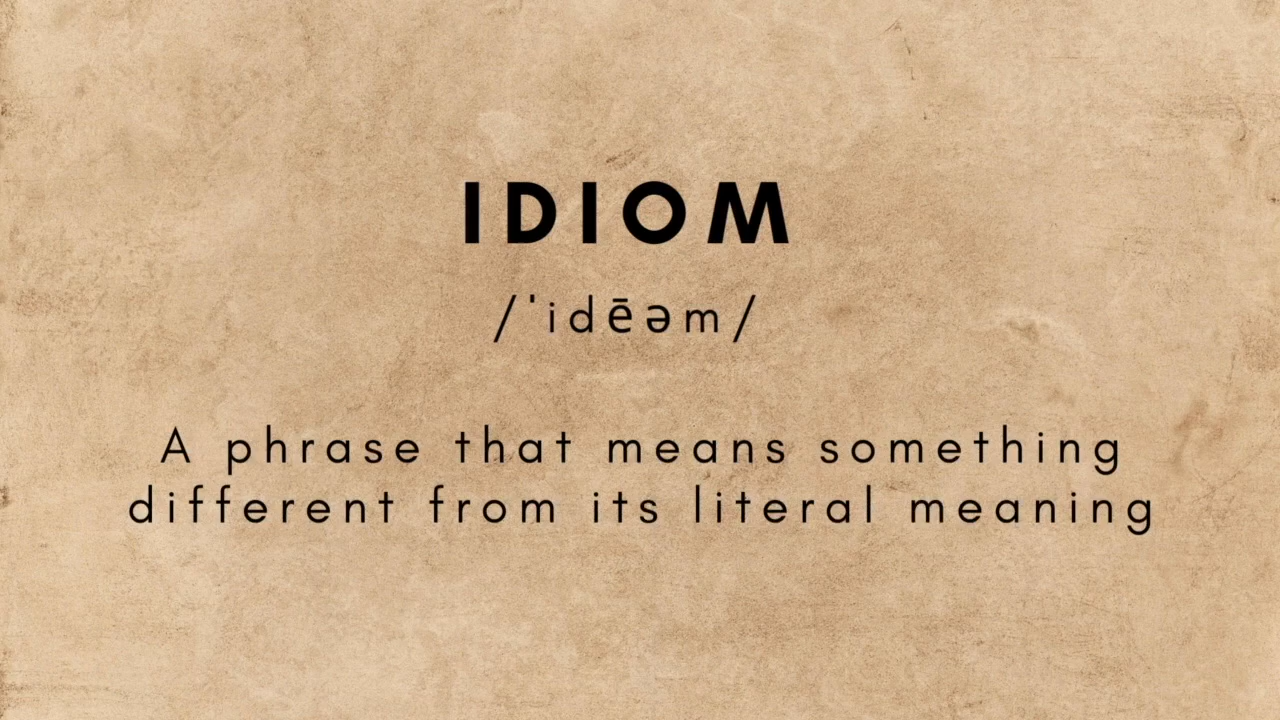 IDIOM
/ˈidēəm/
A phrase that means something
different from its literal meaning